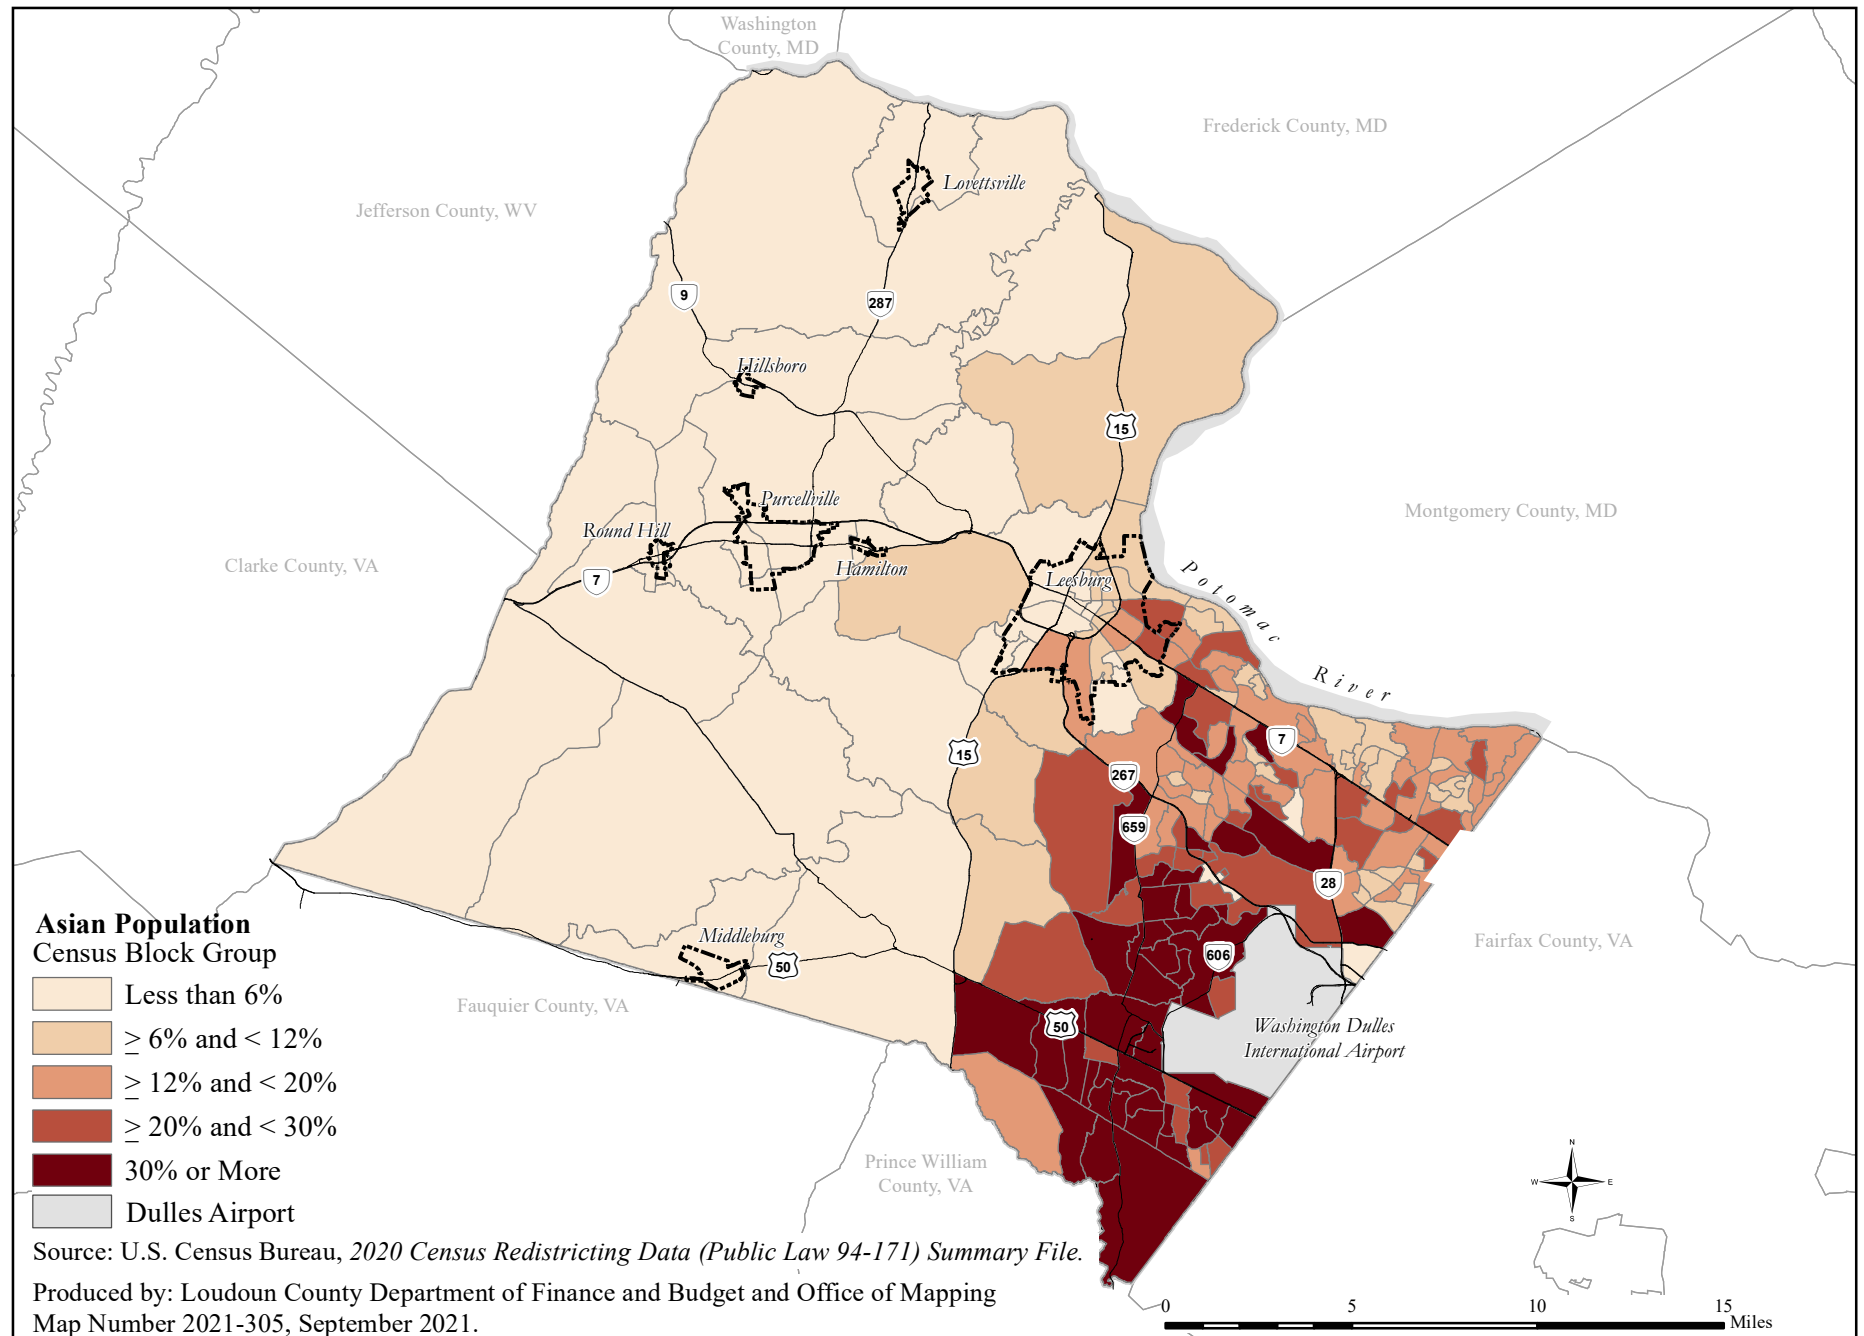 Washington
County, MD
Frederick County, MD
Jefferson County, WV
Lovettsville
9
287
Hillsboro
15
Purcellville
Round Hill
Montgomery County, MD
Clarke County, VA
7
Hamilton
Leesburg
Potomac River
15
7
267
659
28
Middleburg
50
606
Fairfax County, VA
Fauquier County, VA
50
Washington Dulles
International Airport
Prince William
County, VA
Asian Population
Census Block Group
Less than 6%
≥ 6% and < 12%
≥ 12% and < 20%
≥ 20% and < 30%
30% or More
Dulles Airport
N
W E
S
Source: U.S. Census Bureau, 2020 Census Redistricting Data (Public Law 94-171) Summary File.
Produced by: Loudoun County Department of Finance and Budget and Office of Mapping
Map Number 2021-305, September 2021.
0 5 10 15
Miles